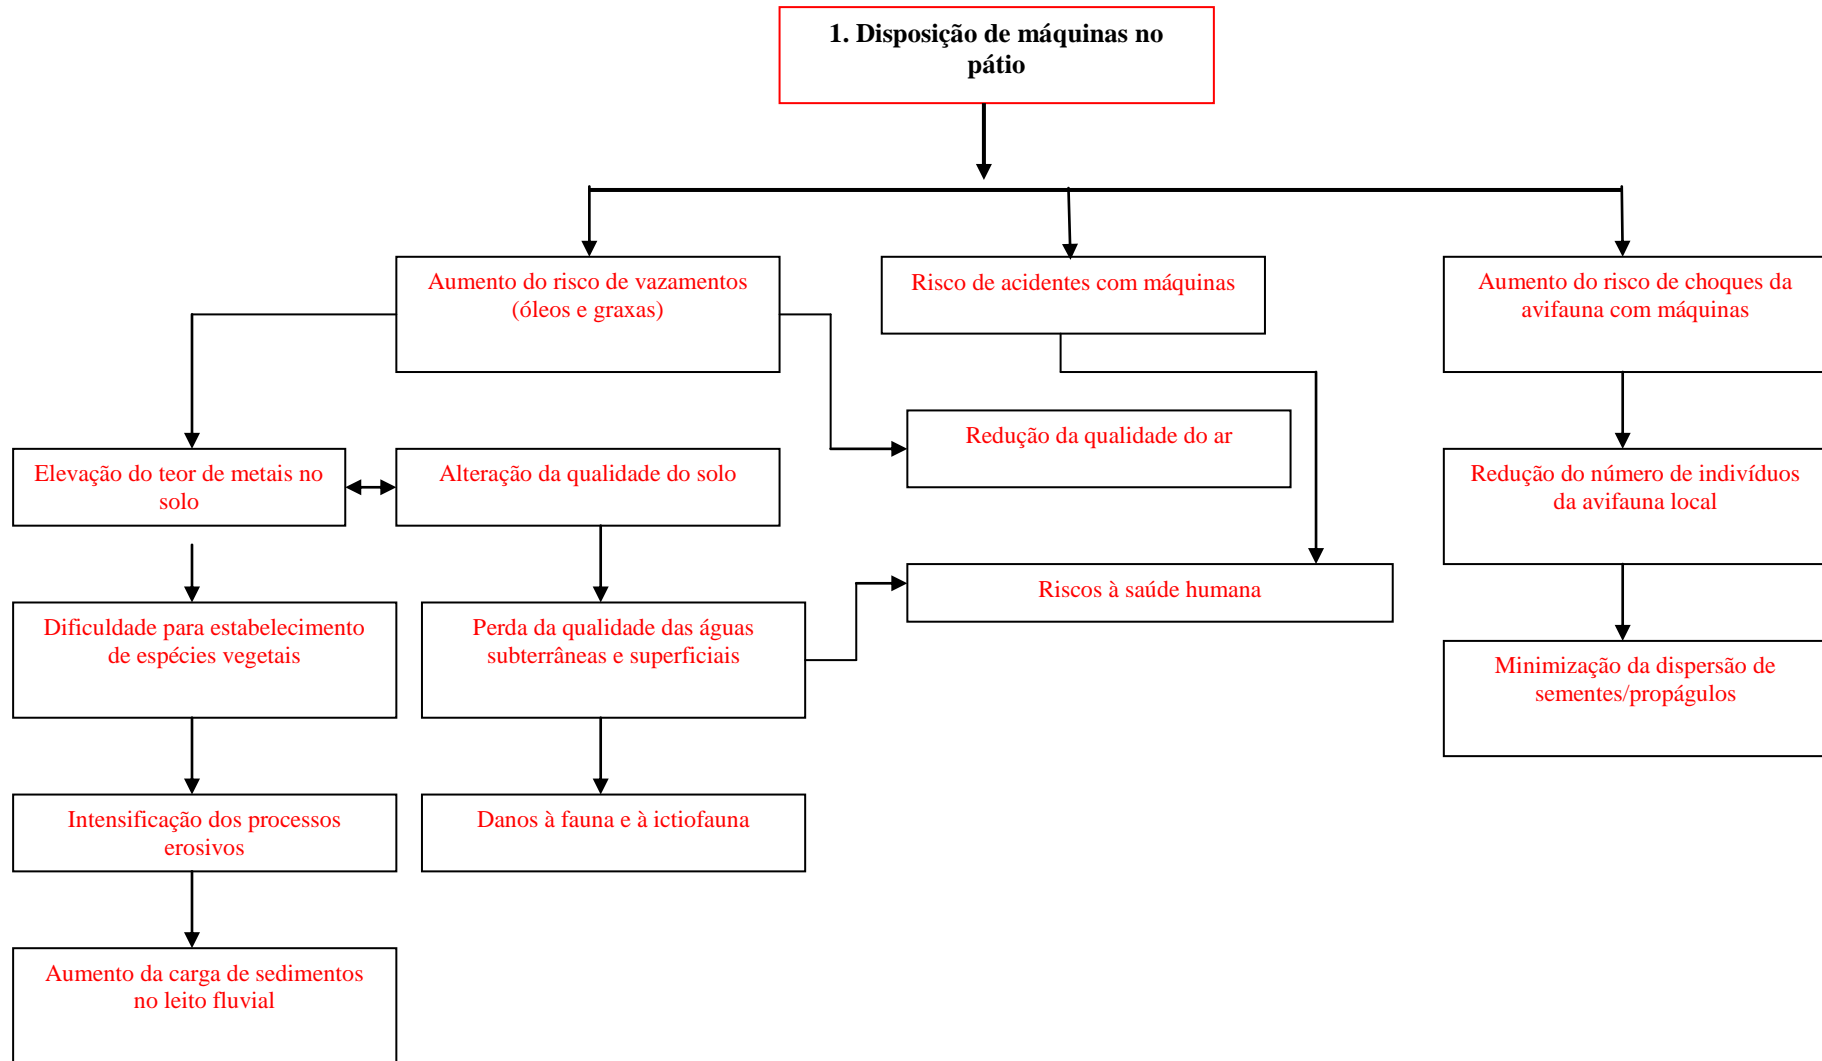 1. Disposição de máquinas no
pátio
Aumento do risco de vazamentos
(óleos e graxas)
Risco de acidentes com máquinas
Aumento do risco de choques da
avifauna com máquinas
Redução da qualidade do ar
Elevação do teor de metais no
solo
Alteração da qualidade do solo
Redução do número de indivíduos
da avifauna local
Riscos à saúde humana
Dificuldade para estabelecimento
de espécies vegetais
Perda da qualidade das águas
subterrâneas e superficiais
Minimização da dispersão de
sementes/propágulos
Intensificação dos processos
erosivos
Danos à fauna e à ictiofauna
Aumento da carga de sedimentos
no leito fluvial